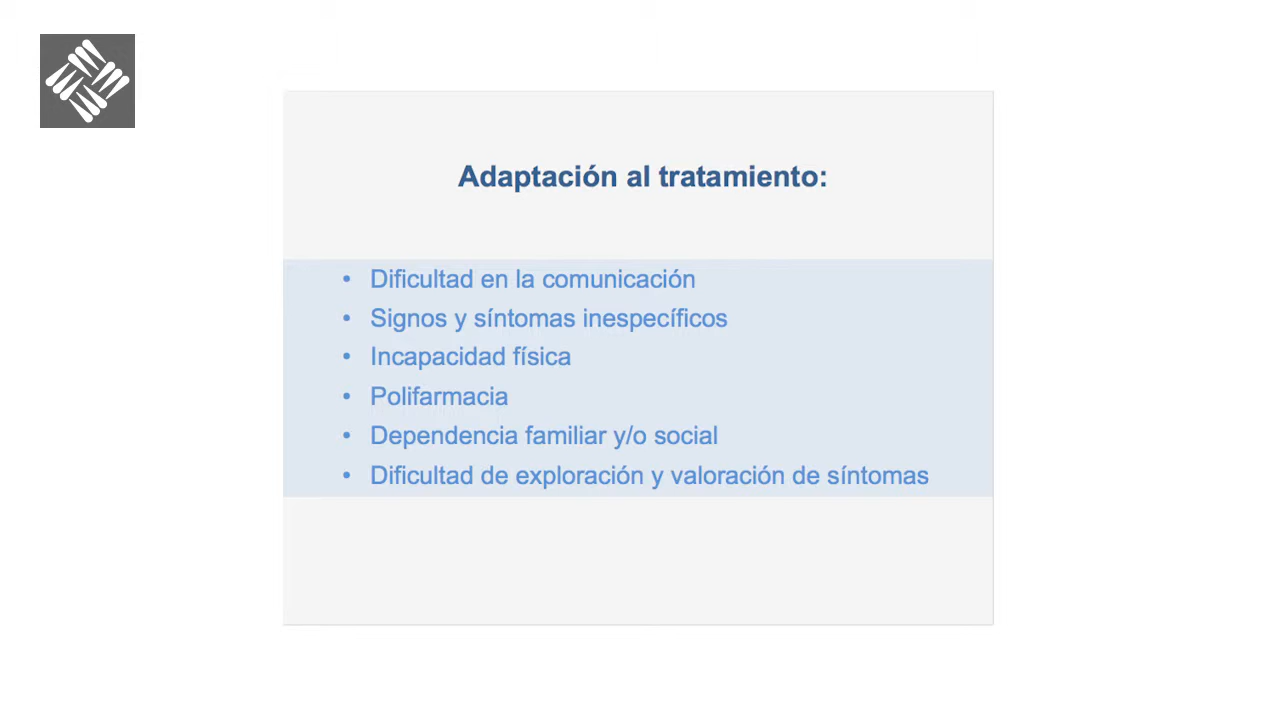 Adaptación al tratamiento:
• Dificultad en la comunicación
• Signos y síntomas inespecíficos
• Incapacidad física
• Polifarmacia
• Dependencia familiar y/o social
• Dificultad de exploración y valoración de síntomas